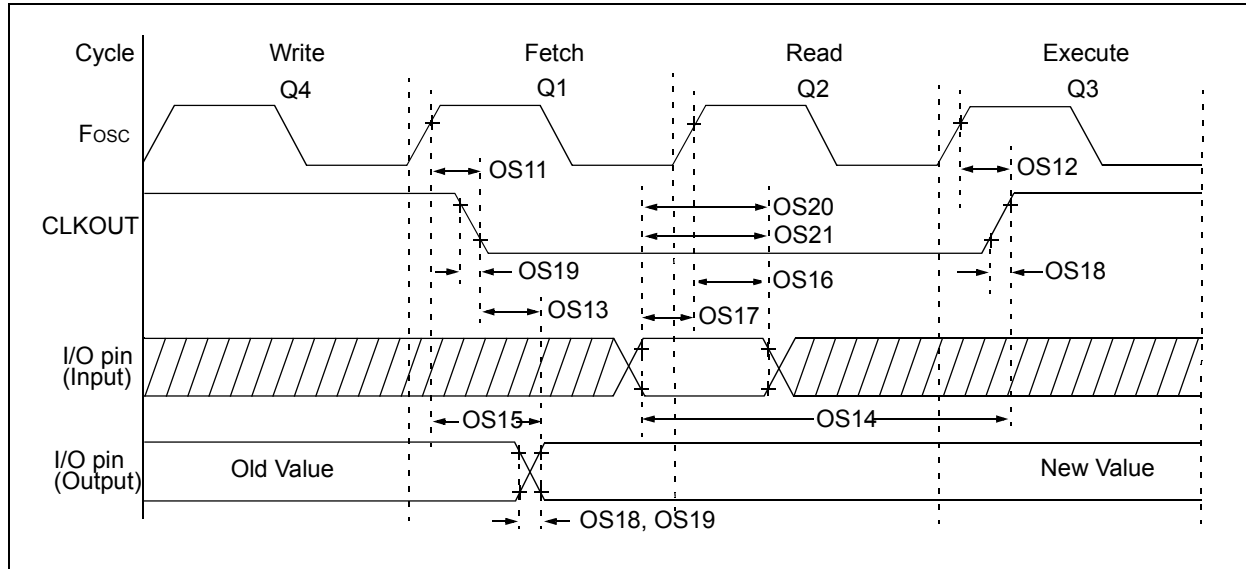 Cycle Write Fetch Read Execute
Q4 Q1 Q2 Q3
FOSC
OS11 OS12
CLKOUT
OS20
OS21
OS19 OS16 OS18
OS13 OS17
I/O pin
(Input)
OS15 OS14
I/O pin
(Output)
Old Value New Value
OS18, OS19